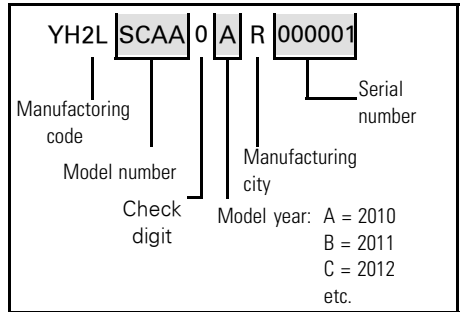 YH2L SCAA 0 A R 000001
Serial
number
Manufactoring
code
Manufacturing
city
Model number
Check
digit
Model year: A = 2010
B = 2011
C = 2012
etc.